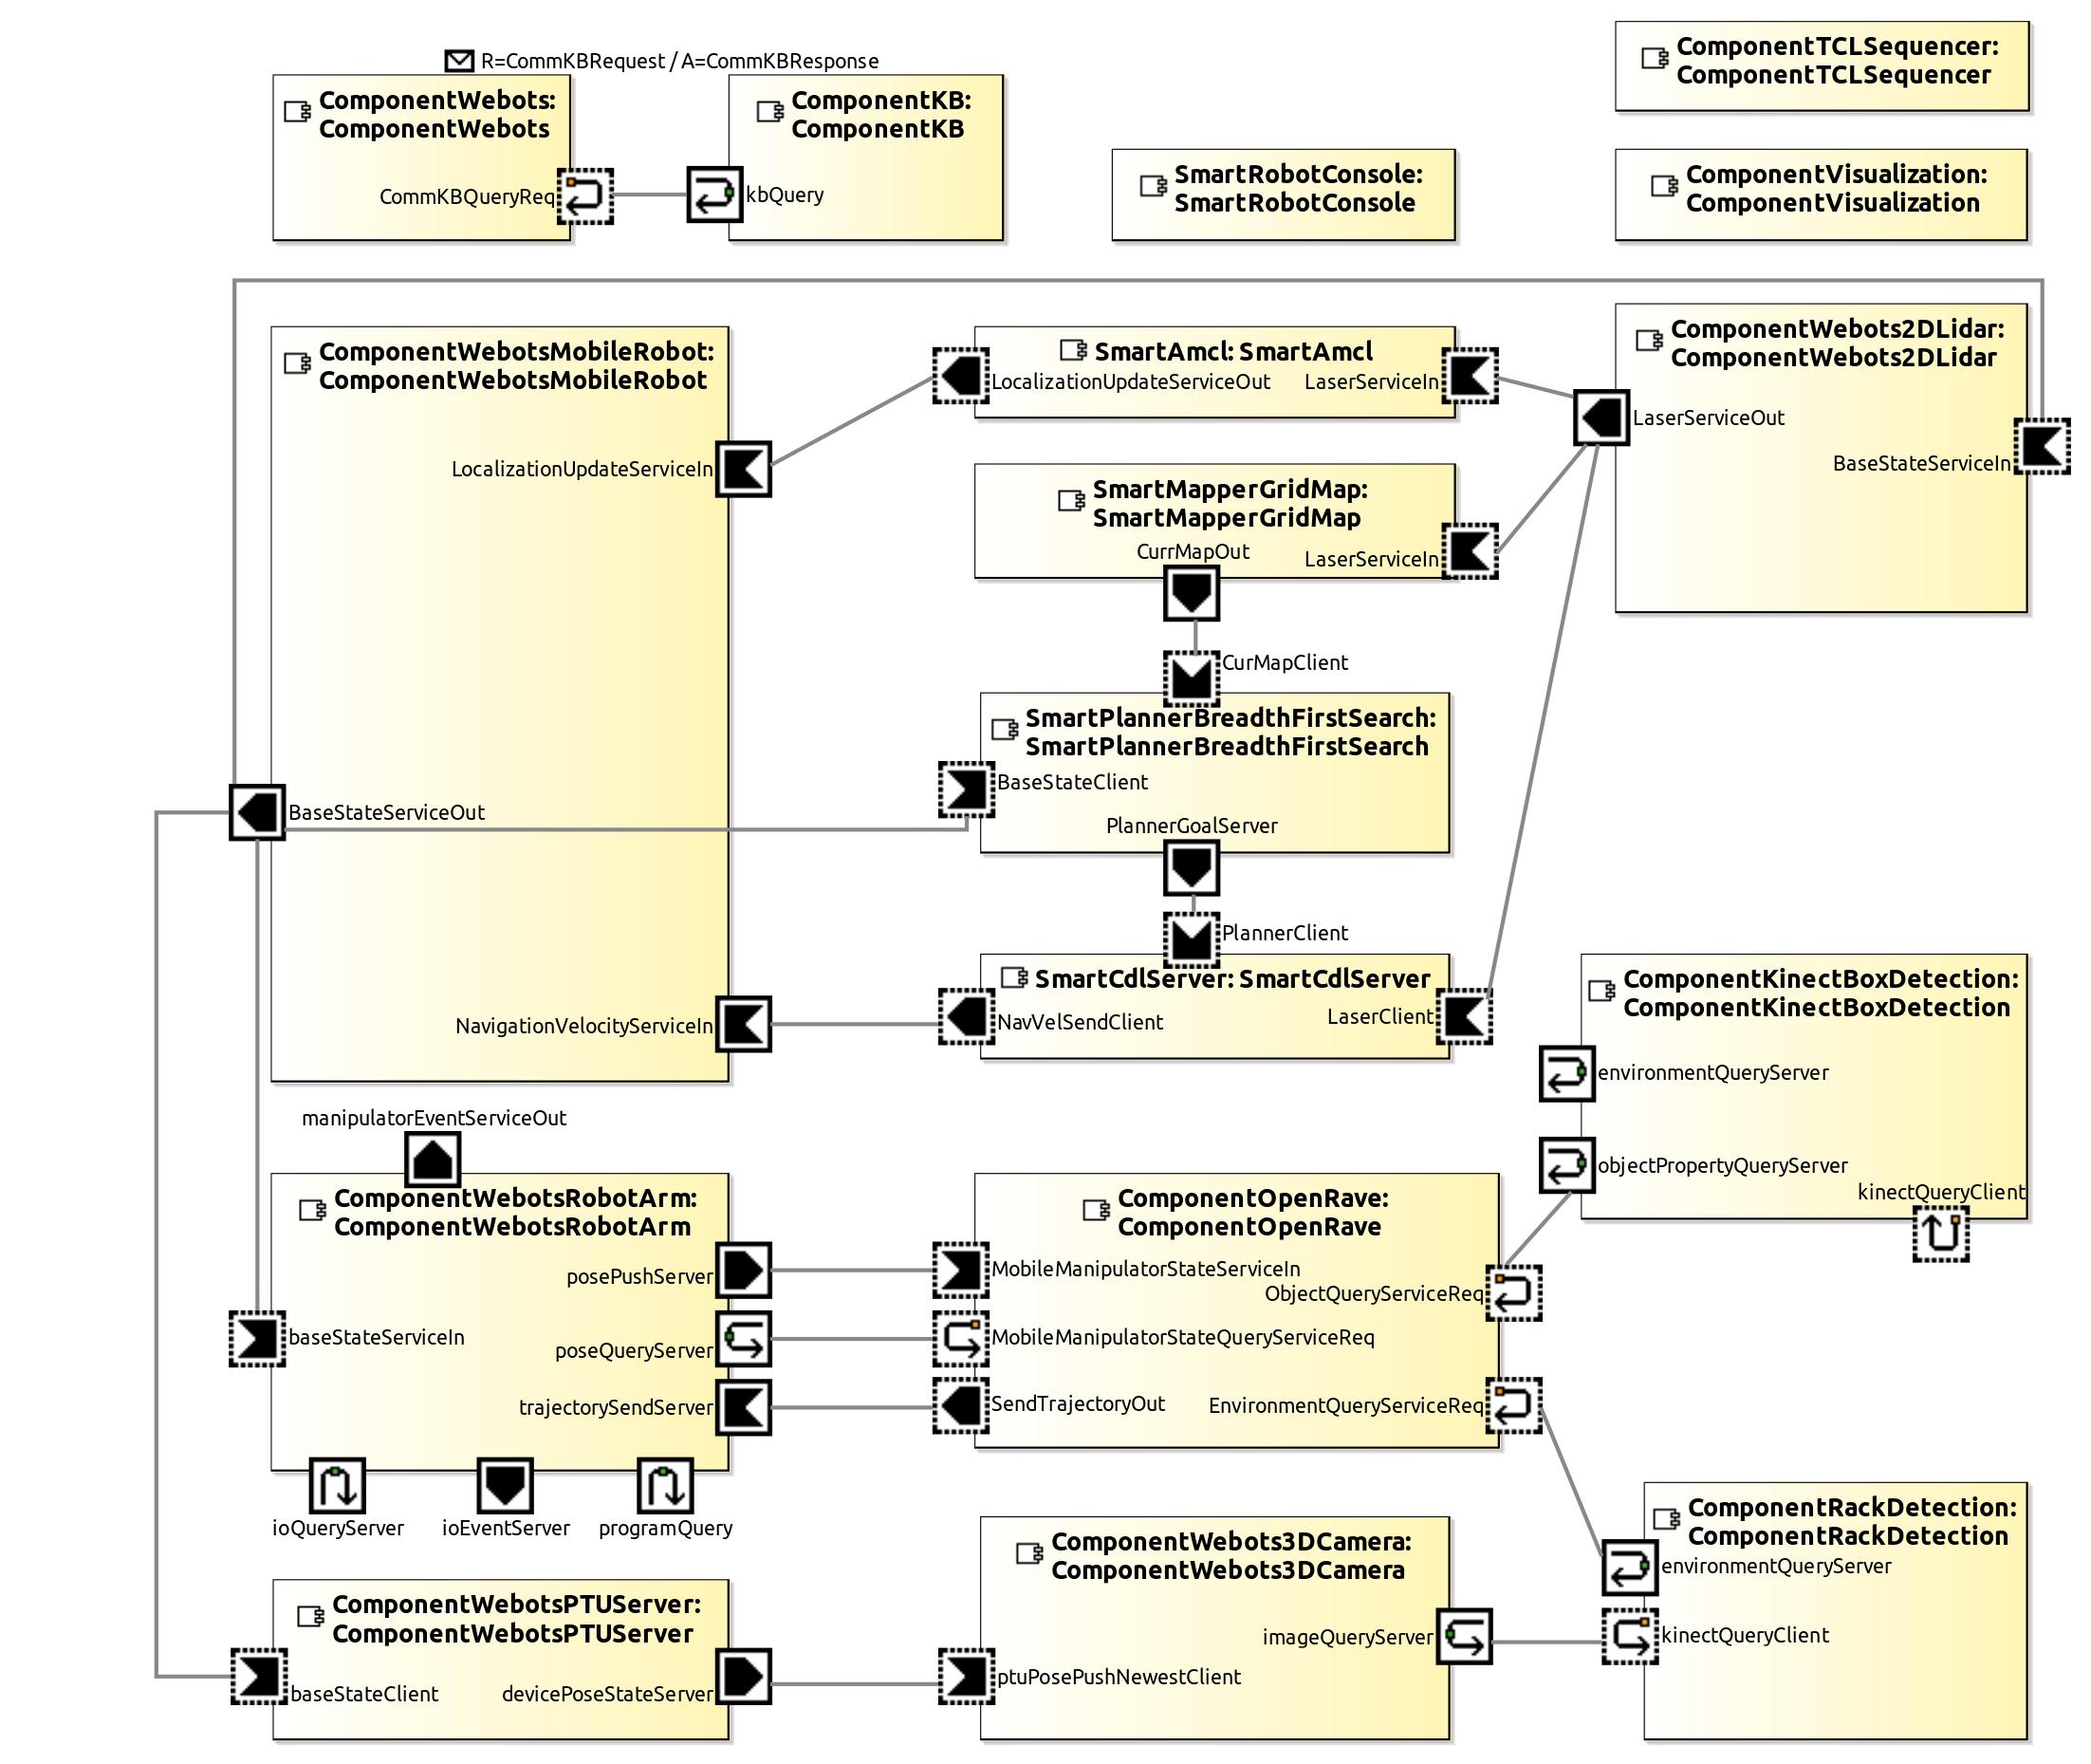 R=CommKBRequest / A=CommKBResponse
ComponentWebots:
ComponentWebots
CommKBQueryReq
ComponentKB:
ComponentKB
kbQuery
SmartRobotConsole:
SmartRobotConsole
ComponentTCLSequencer:
ComponentTCLSequencer
ComponentVisualization:
ComponentVisualization
ComponentWebotsMobileRobot:
ComponentWebotsMobileRobot
LocalizationUpdateServiceIn
BaseStateServiceOut
NavigationVelocityServiceIn
SmartAmcl: SmartAmcl
LocalizationUpdateServiceOut
LaserServiceIn
SmartMapperGridMap:
SmartMapperGridMap
CurrMapOut
LaserServiceIn
ComponentWebots2DLidar:
ComponentWebots2DLidar
LaserServiceOut
BaseStateServiceIn
CurMapClient
SmartPlannerBreadthFirstSearch:
SmartPlannerBreadthFirstSearch
BaseStateClient
PlannerGoalServer
PlannerClient
SmartCdlServer: SmartCdlServer
NavVelSendClient
LaserClient
ComponentKinectBoxDetection:
ComponentKinectBoxDetection
environmentQueryServer
objectPropertyQueryServer
kinectQueryClient
manipulatorEventServiceOut
ComponentWebotsRobotArm:
ComponentWebotsRobotArm
posePushServer
baseStateServiceIn
poseQueryServer
trajectorySendServer
ioQueryServer
ioEventServer
programQuery
ComponentOpenRave:
ComponentOpenRave
MobileManipulatorStateServiceIn
ObjectQueryServiceReq
MobileManipulatorStateQueryServiceReq
SendTrajectoryOut
EnvironmentQueryServiceReq
ComponentWebotsPTUServer:
ComponentWebotsPTUServer
baseStateClient
devicePoseStateServer
ComponentWebots3DCamera:
ComponentWebots3DCamera
imageQueryServer
ptuPosePushNewestClient
ComponentRackDetection:
ComponentRackDetection
environmentQueryServer
kinectQueryClient